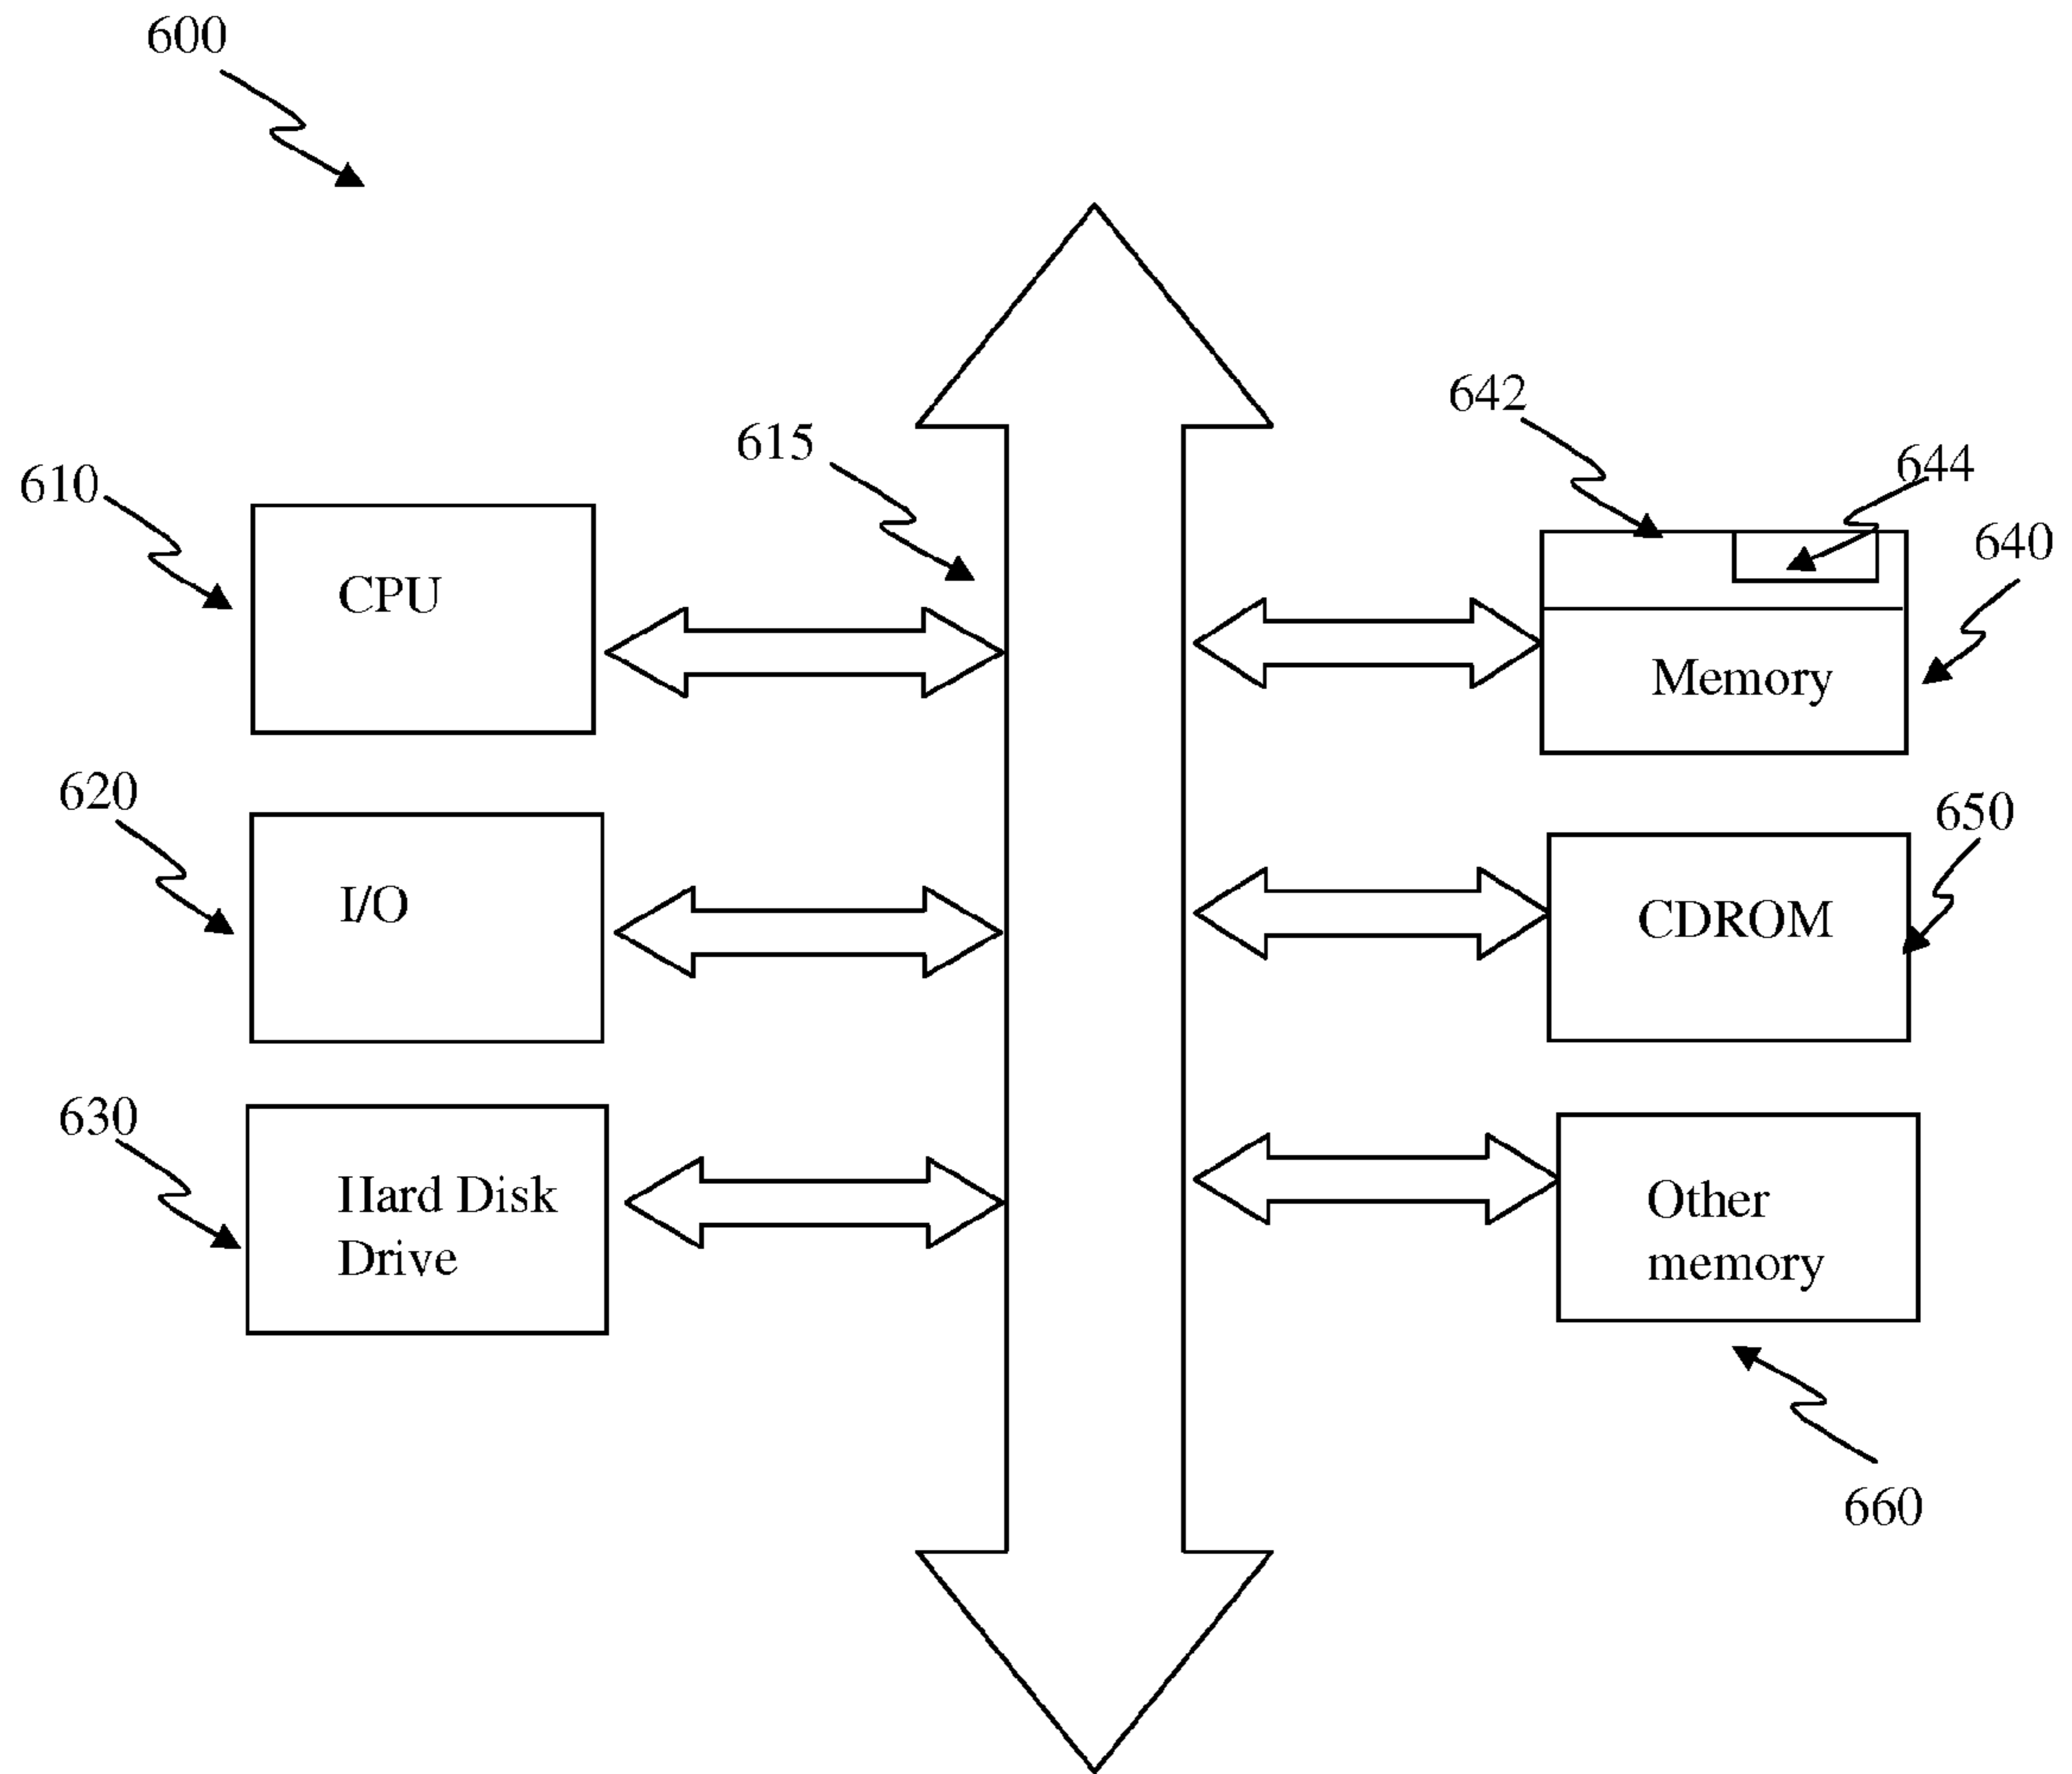 600
642
615
644
610
640
CPU
Memory
620
650
I/O
CDROM
630
Hard Disk
Drive
Other
memory
660